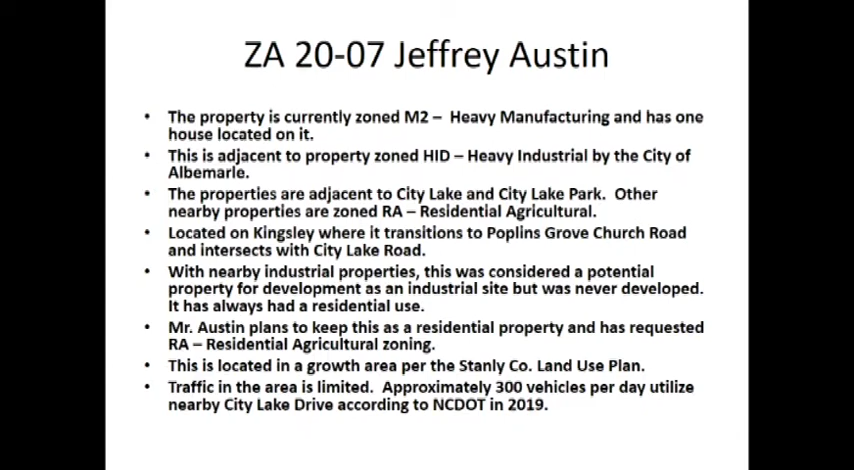 ZA 20-07 Jeffrey Austin
• The property is currently zoned M2 – Heavy Manufacturing and has one
house located on it.
• This is adjacent to property zoned HID – Heavy Industrial by the City of
Albemarle.
• The properties are adjacent to City Lake and City Lake Park. Other
nearby properties are zoned RA – Residential Agricultural.
• Located on Kingsley where it transitions to Poplins Grove Church Road
and intersects with City Lake Road.
• With nearby industrial properties, this was considered a potential
property for development as an industrial site but was never developed.
It has always had a residential use.
• Mr. Austin plans to keep this as a residential property and has requested
RA – Residential Agricultural zoning.
• This is located in a growth area per the Stanly Co. Land Use Plan.
• Traffic in the area is limited. Approximately 300 vehicles per day utilize
nearby City Lake Drive according to NCDOT in 2019.